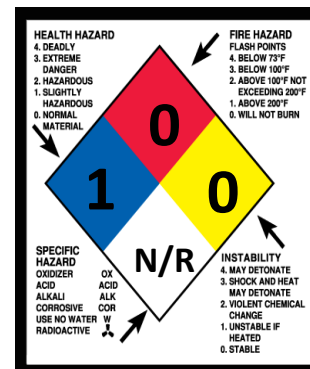 HEALTH HAZARD
4. DEADLY
3. EXTREME
DANGER
2. HAZARDOUS
1. SLIGHTLY
HAZARDOUS
0. NORMAL
MATERIAL
FIRE HAZARD
FLASH POINTS
4. BELOW 73°F
3. BELOW 100°F
2. ABOVE 100°F NOT
EXCEEDING 200°F
1. ABOVE 200°F
0. WILL NOT BURN
0
1
0
N/R
SPECIFIC
HAZARD
OXIDIZER OX
ACID ACID
ALKALI ALK
CORROSIVE COR
USE NO WATER W
RADIOACTIVE
INSTABILITY
4. MAY DETONATE
3. SHOCK AND HEAT
MAY DETONATE
2. VIOLENT CHEMICAL
CHANGE
1. UNSTABLE IF
HEATED
0. STABLE